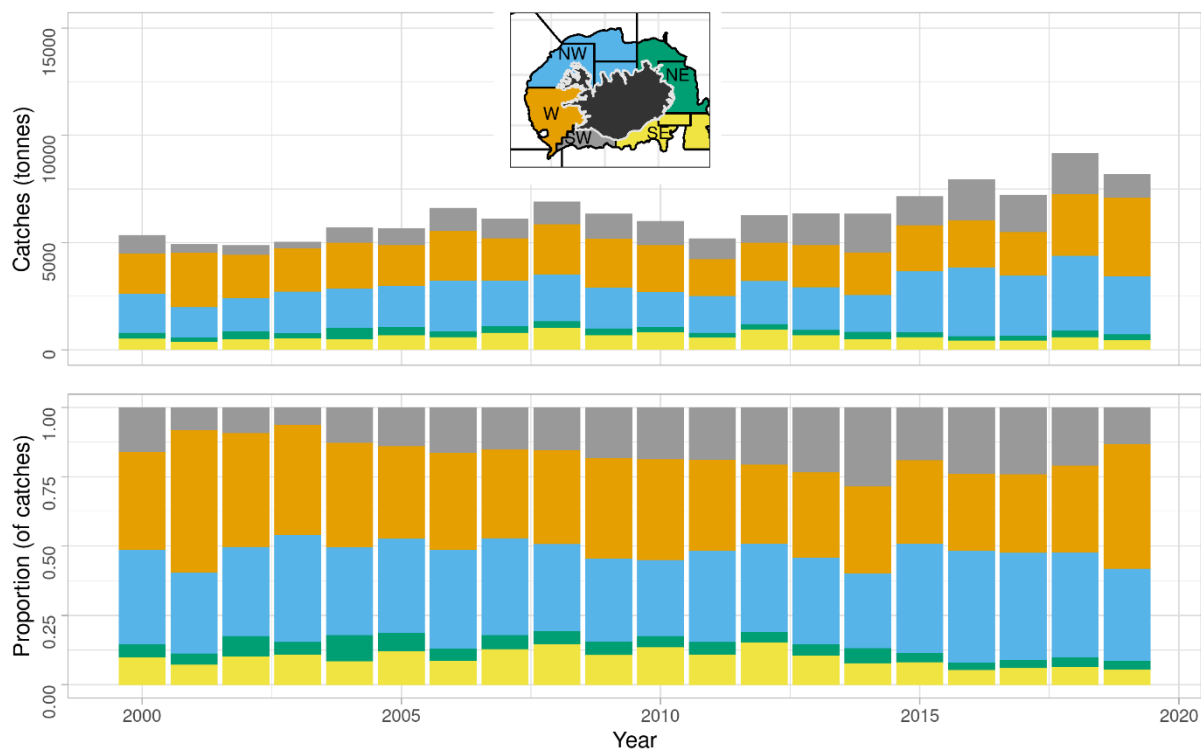 Catches (tonnes)
15000
10000
5000
0
NW
NE
W
SW
SE
Proportion (of catches)
1.00
0.75
0.50
0.25
0.00
2000
2005
2010
2015
2020
Year